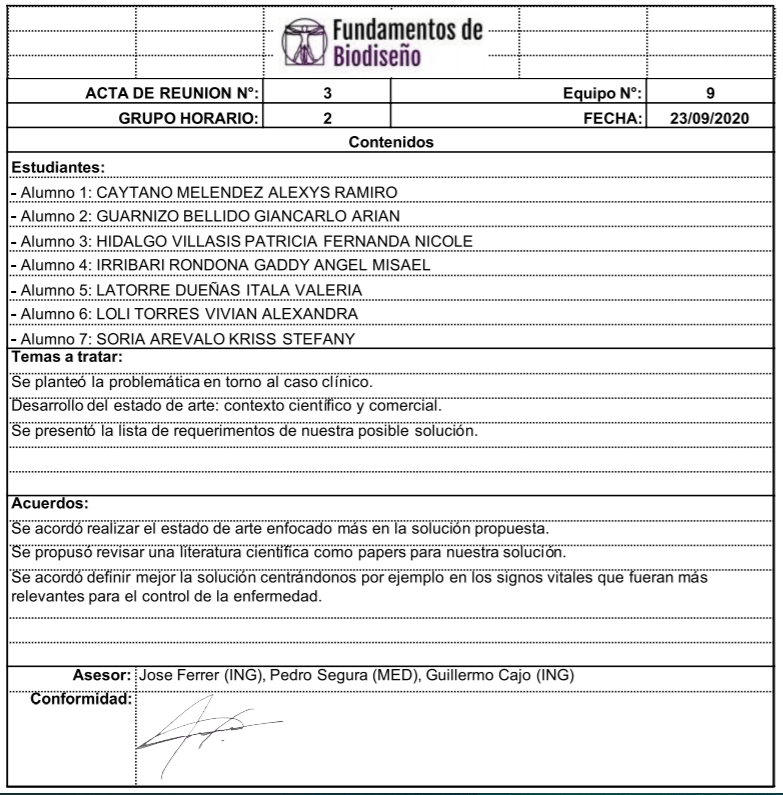 Fundamentos de
Biodiseño
ACTA DE REUNION N°: 3 Equipo N°: 9
GRUPO HORARIO: 2 FECHA: 23/09/2020
Contenidos
Estudiantes:
- Alumno 1: CAYTANO MELENDEZ ALEXYS RAMIRO
- Alumno 2: GUARNIZO BELLIDO GIANCARLO ARIAN
- Alumno 3: HIDALGO VILLASIS PATRICIA FERNANDA NICOLE
- Alumno 4: IRRIBARI RONDONA GADDY ANGEL MISAEL
- Alumno 5: LATORRE DUEÑAS ITALA VALERIA
- Alumno 6: LOLI TORRES VIVIAN ALEXANDRA
- Alumno 7: SORIA AREVALO KRISS STEFANY
Temas a tratar:
Se planteó la problemática en torno al caso clínico.
Desarrollo del estado de arte: contexto científico y comercial.
Se presentó la lista de requerimentos de nuestra posible solución.
Acuerdos:
Se acordó realizar el estado de arte enfocado más en la solución propuesta.
Se propusó revisar una literatura científica como papers para nuestra solución.
Se acordó definir mejor la solución centrándonos por ejemplo en los signos vitales que fueran más
relevantes para el control de la enfermedad.
Asesor: Jose Ferrer (ING), Pedro Segura (MED), Guillermo Cajo (ING)
Conformidad: